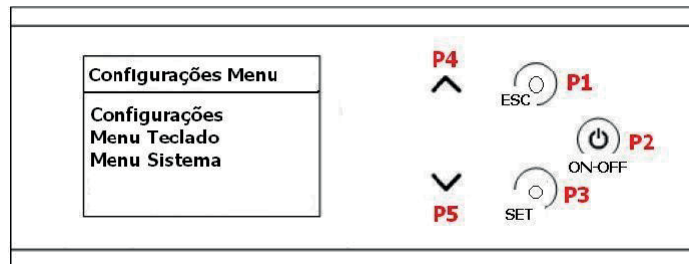 Configurações Menu
Configurações
Menu Teclado
Menu Sistema
P4
P5
ESC
P1
P2
ON-OFF
P3
SET